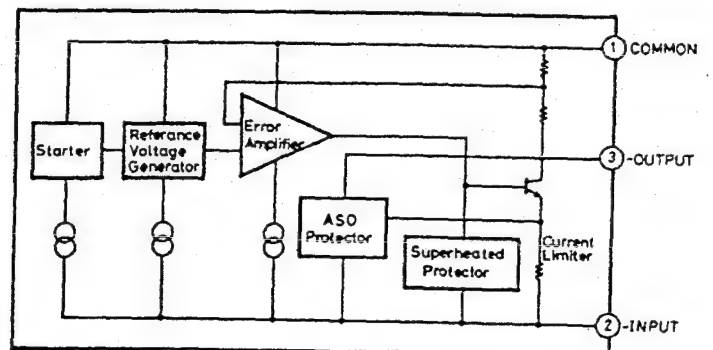 1 COMMON
Error
Amplifier
Starter
Referance
Voltage
Generator
3 -OUTPUT
ASO
Protector
Superheated
Protector
Current
Limiter
2 -INPUT